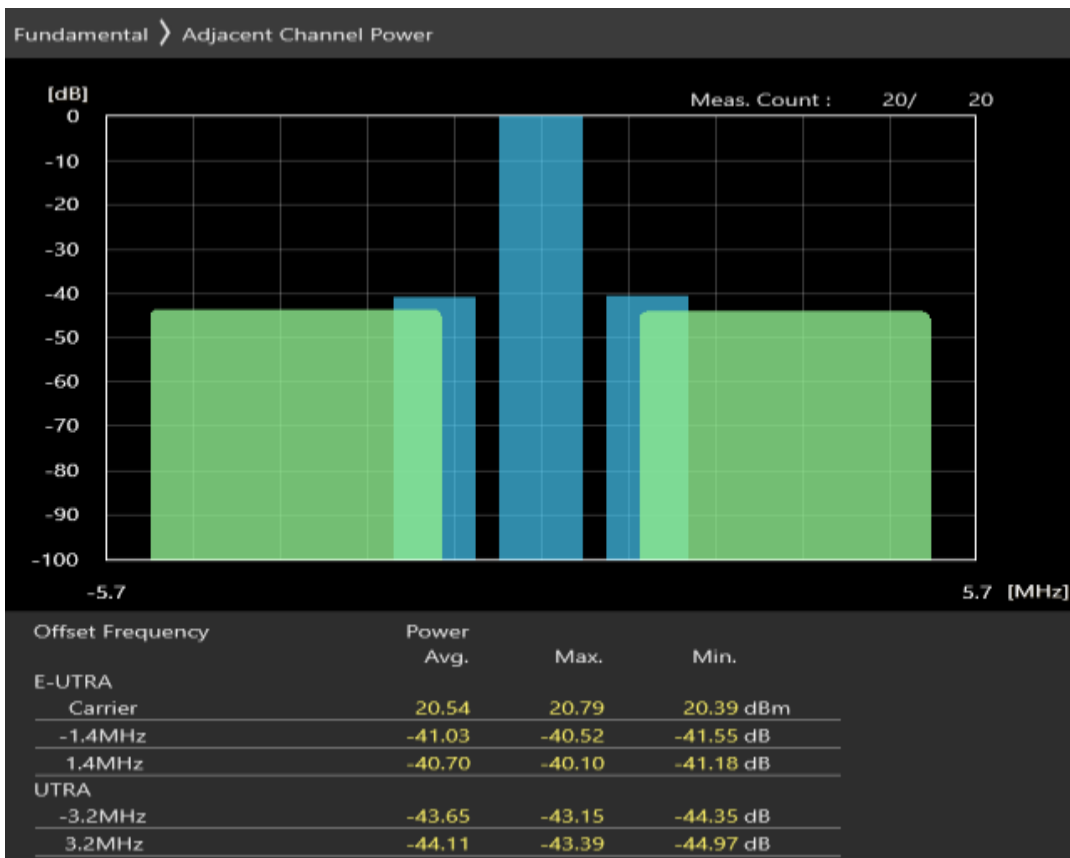 Fundamental 〉 Adjacent Channel Power
[dB]
Meas. Count : 20/ 20
0
-10
-20
-30
-40
-50
-60
-70
-80
-90
-100
-5.7 5.7 [MHz]
Offset Frequency Power
Avg. Max. Min.
E-UTRA
Carrier 20.54 20.79 20.39 dBm
-1.4MHz -41.03 -40.52 -41.55 dB
1.4MHz -40.70 -40.10 -41.18 dB
UTRA
-3.2MHz -43.65 -43.15 -44.35 dB
3.2MHz -44.11 -43.39 -44.97 dB